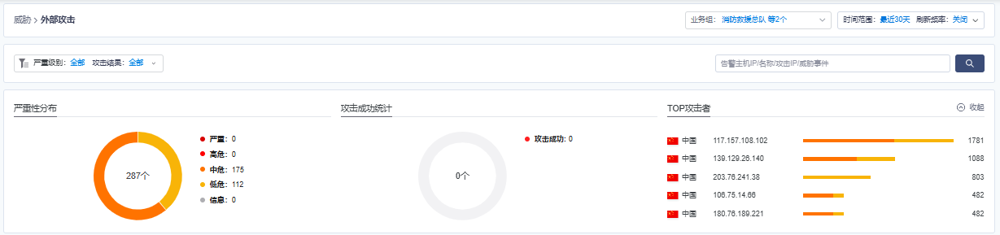 威胁 > 外部攻击
业务组: 消防救援总队 等2个
时间范围: 最近30天 刷新频率: 关闭
严重级别: 全部 攻击结果: 全部
告警主机IP/名称/攻击IP/威胁事件
严重性分布
287个
严重: 0
高危: 0
中危: 175
低危: 112
信息: 0
攻击成功统计
0个
攻击成功: 0
TOP攻击者
收起
中国 117.157.108.102 1781
中国 139.129.26.140 1088
中国 203.76.241.38 803
中国 106.75.14.66 482
中国 180.76.189.221 482